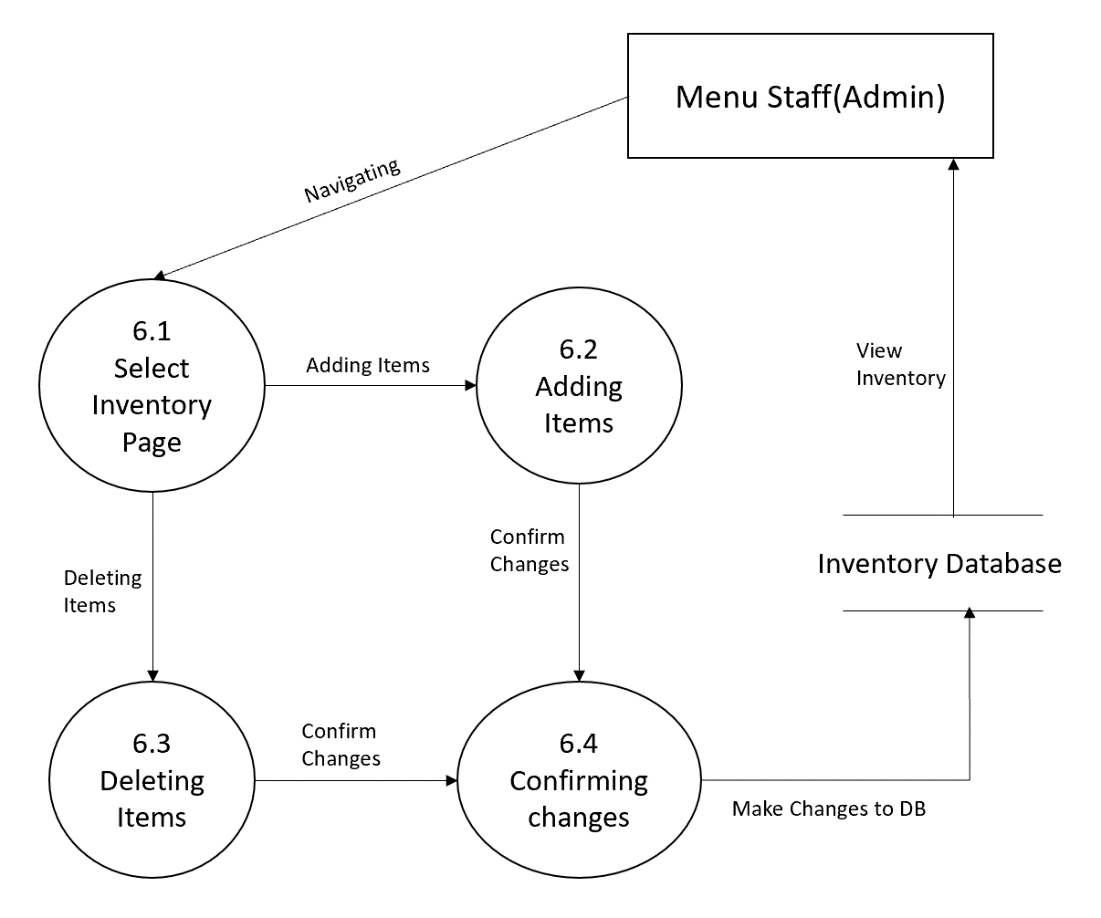 Menu Staff(Admin)
Navigating
6.1
Select
Inventory
Page
Adding Items
6.2
Adding
Items
View
Inventory
Deleting
Items
Confirm
Changes
Inventory Database
6.3
Deleting
Items
Confirm
Changes
6.4
Confirming
changes
Make Changes to DB